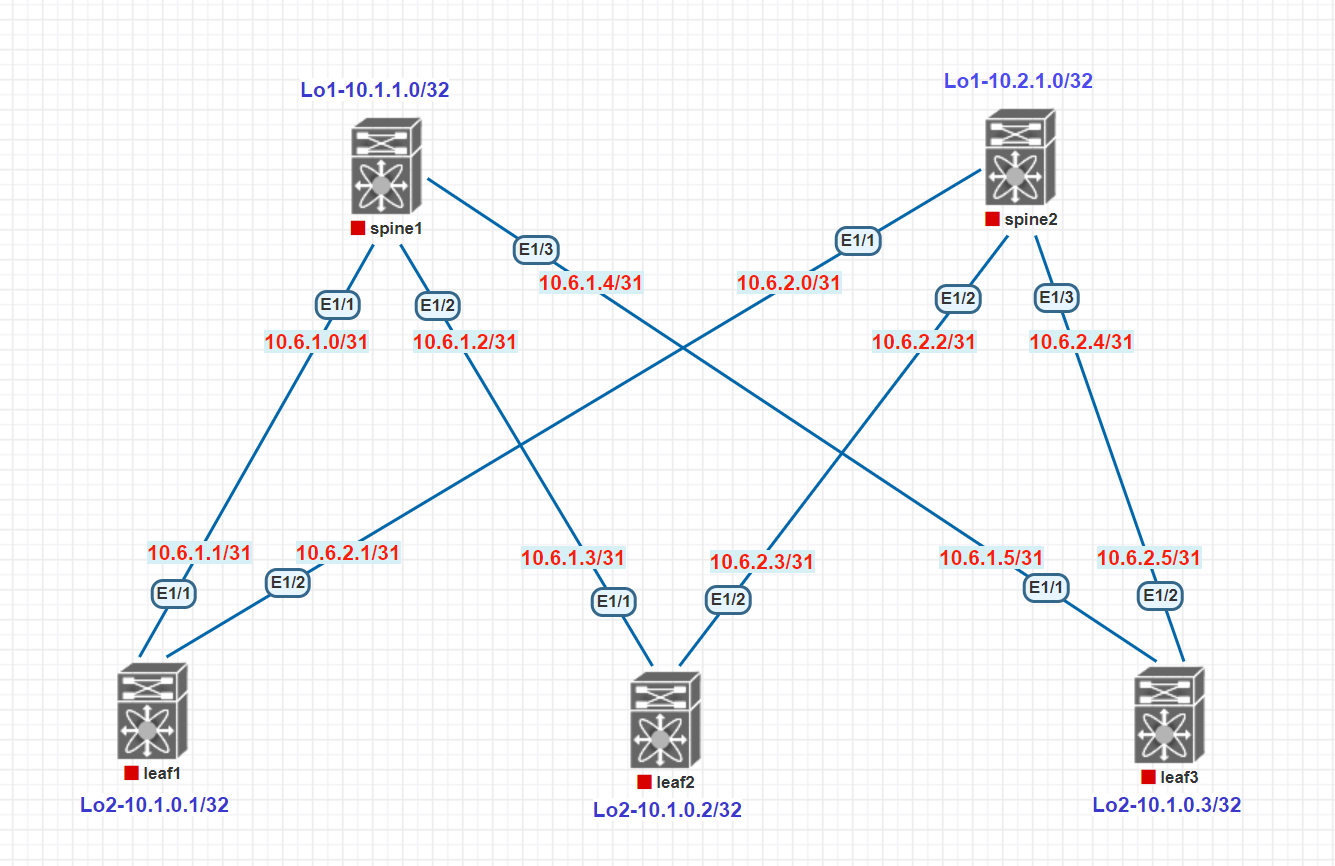 Lo1-10.1.1.0/32
Lo1-10.2.1.0/32
spine1
spine2
E1/3
E1/1
10.6.1.4/31
10.6.2.0/31
E1/1
E1/2
E1/2
E1/3
10.6.1.0/31
10.6.1.2/31
10.6.2.2/31
10.6.2.4/31
10.6.1.1/31
10.6.2.1/31
10.6.1.3/31
10.6.2.3/31
10.6.1.5/31
10.6.2.5/31
E1/1
E1/2
E1/1
E1/2
E1/1
E1/2
leaf1
leaf2
leaf3
Lo2-10.1.0.1/32
Lo2-10.1.0.2/32
Lo2-10.1.0.3/32